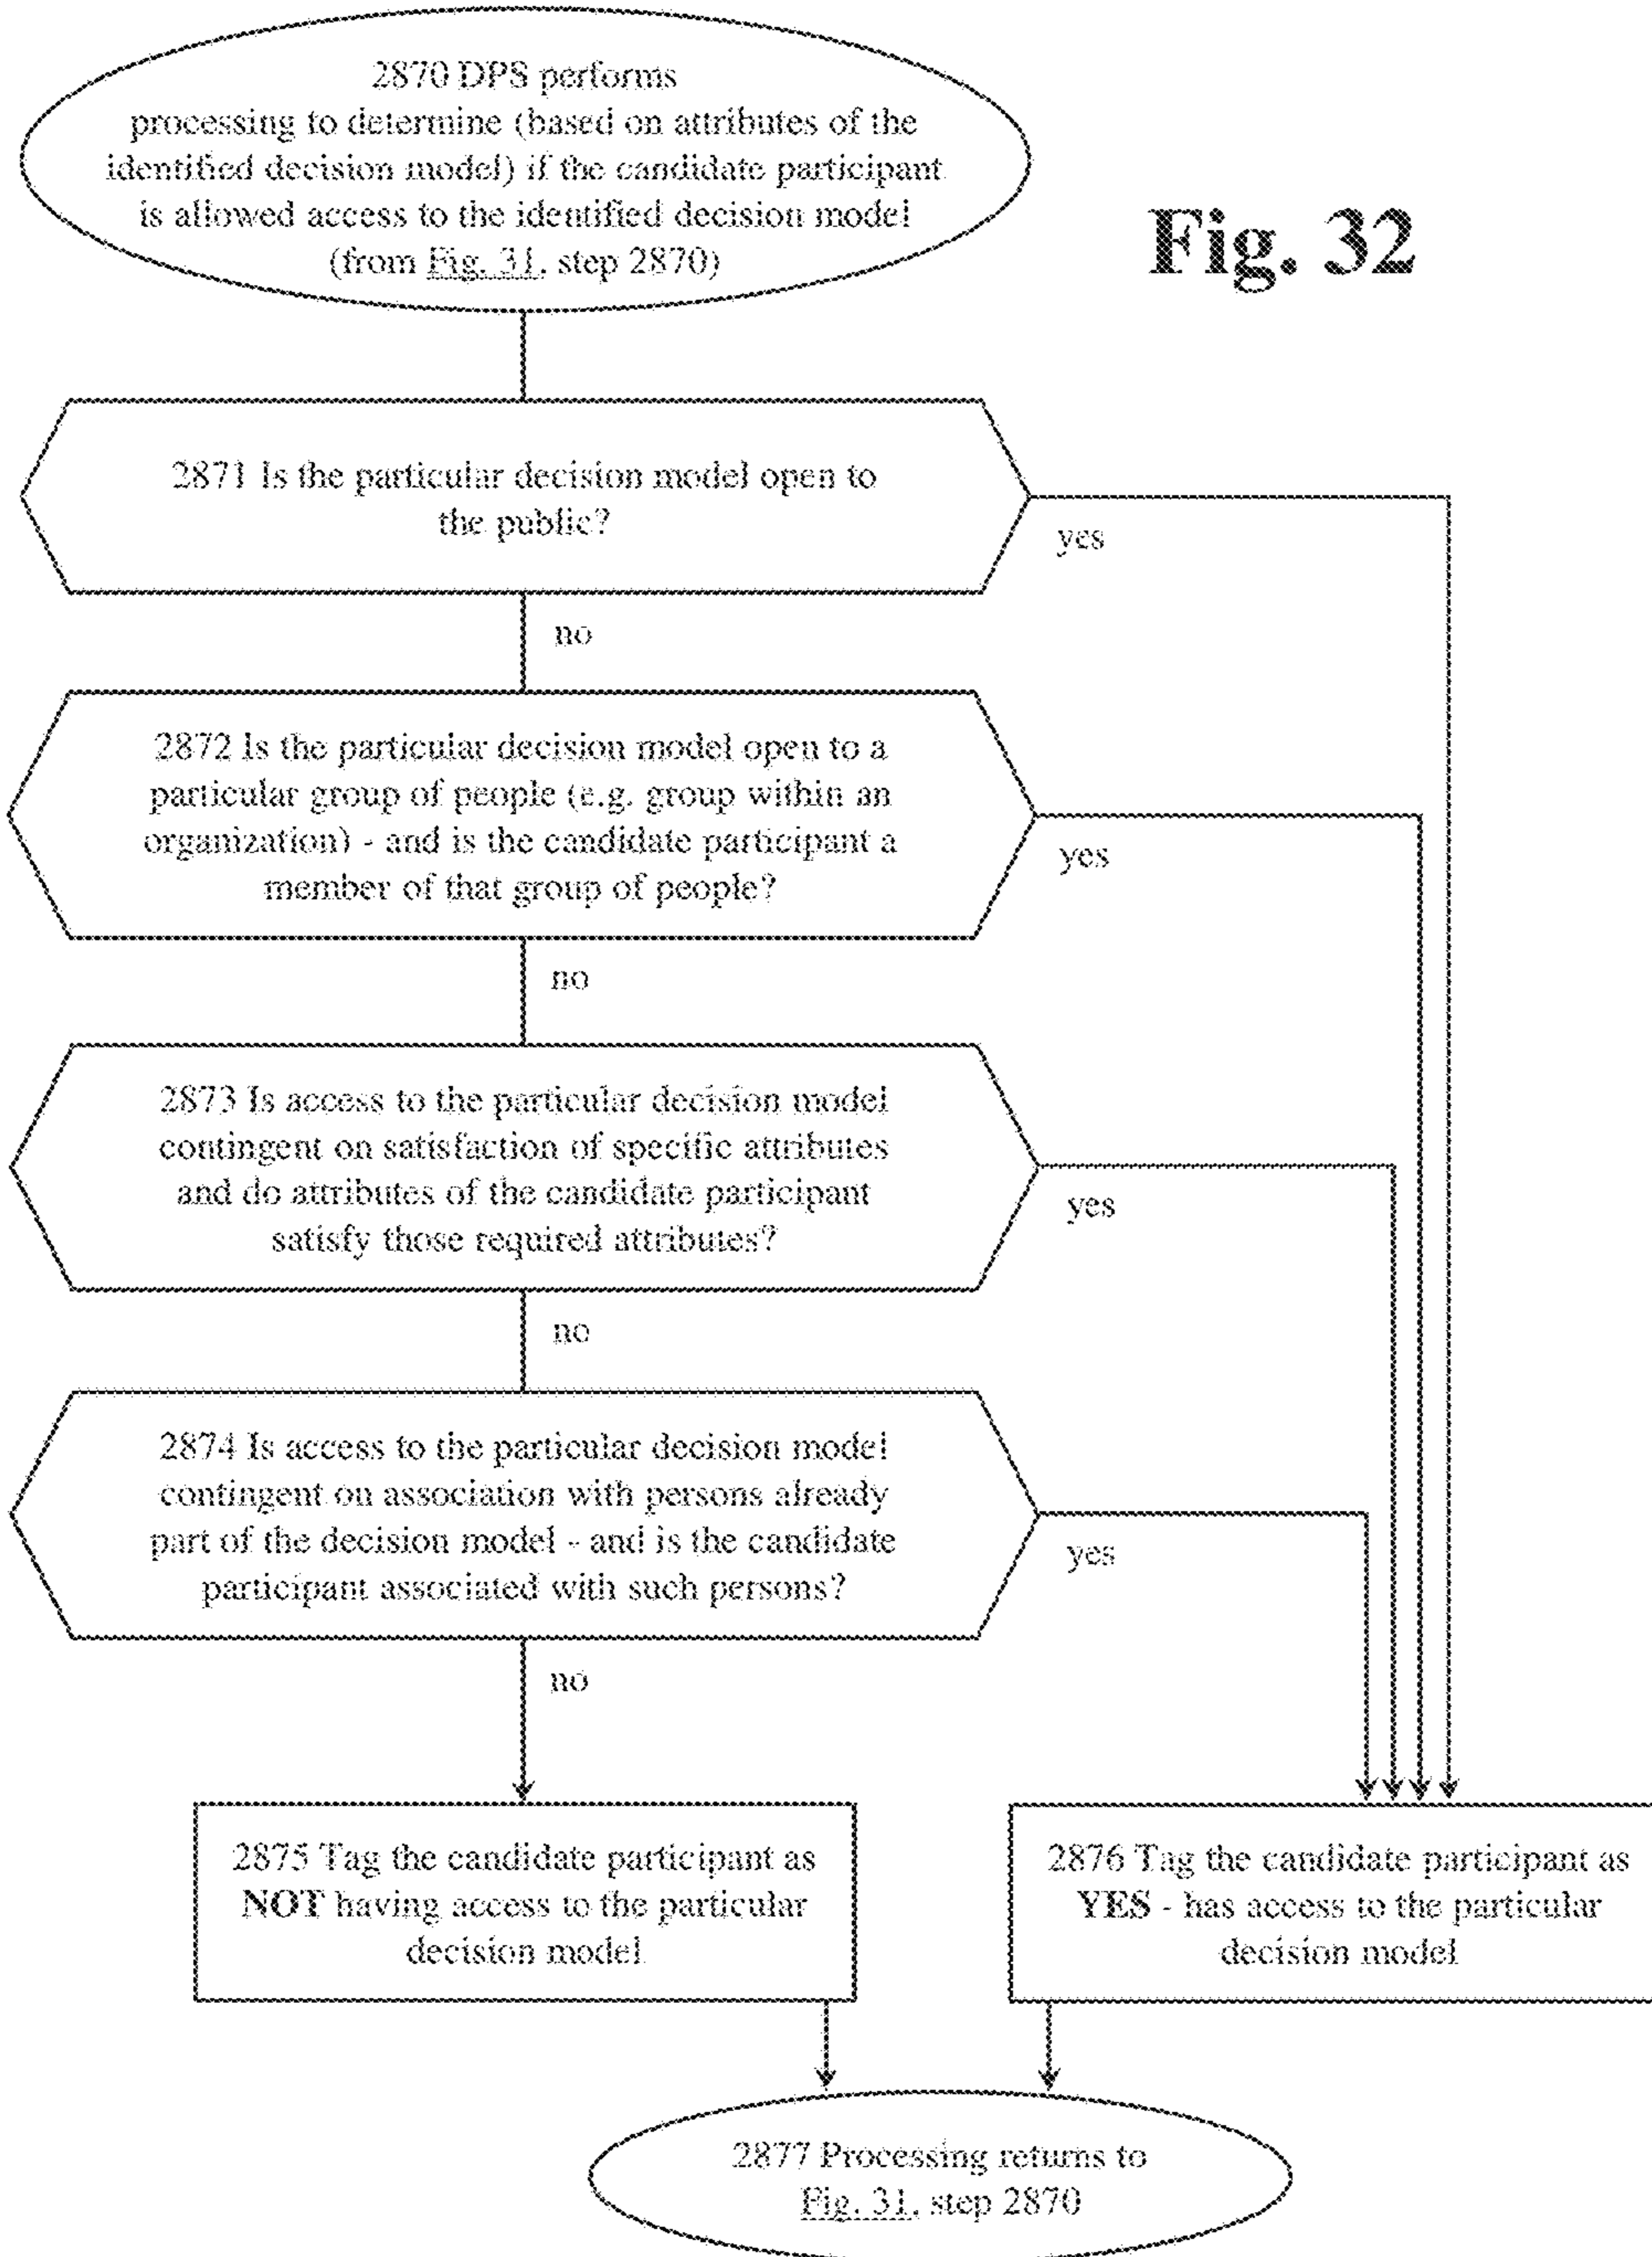 2870 DPS performs
processing to determine (based on attributes of the
identified decision model) if the candidate participant
is allowed access to the identified decision model
(from Fig. 31, step 2870)
Fig. 32
2871 Is the particular decision model open to
the public?
yes
no
2872 Is the particular decision model open to a
particular group of people (e.g. group within an
organization) - and is the candidate participant a
member of that group of people?
yes
no
2873 Is access to the particular decision model
contingent on satisfaction of specific attributes
and do attributes of the candidate participant
satisfy those required attributes?
yes
no
2874 Is access to the particular decision model
contingent on association with persons already
part of the decision model - and is the candidate
participant associated with such persons?
yes
no
2875 Tag the candidate participant as
NOT having access to the particular
decision model
2876 Tag the candidate participant as
YES - has access to the particular
decision model
2877 Processing returns to
Fig. 31, step 2870